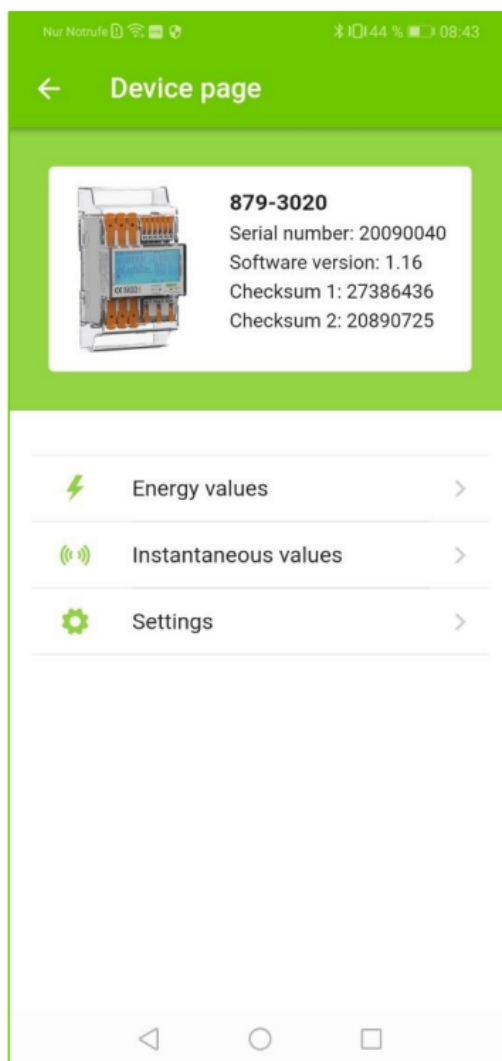 Nur Notrufe 44 % 08:43
Device page
879-3020
Serial number: 20090040
Software version: 1.16
Checksum 1: 27386436
Checksum 2: 20890725
Energy values
Instantaneous values
Settings